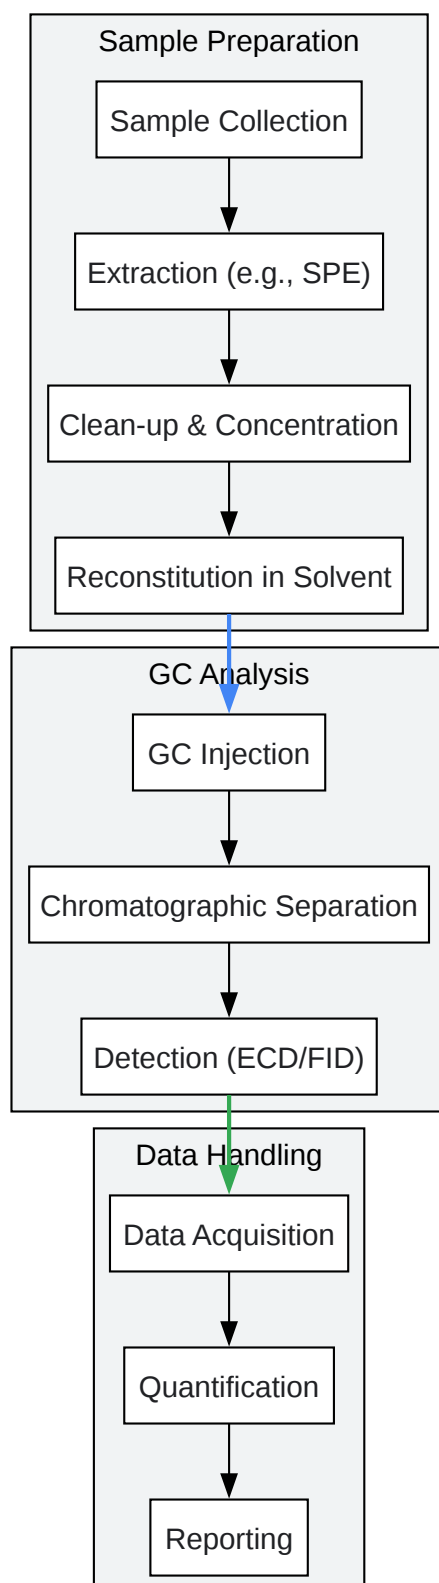 Sample Preparation
Sample Collection
Extraction (e.g., SPE)
Clean-up & Concentration
Reconstitution in Solvent
GC Analysis
GC Injection
Chromatographic Separation
Detection (ECD/FID)
Data Handling
Data Acquisition
Quantification
Reporting